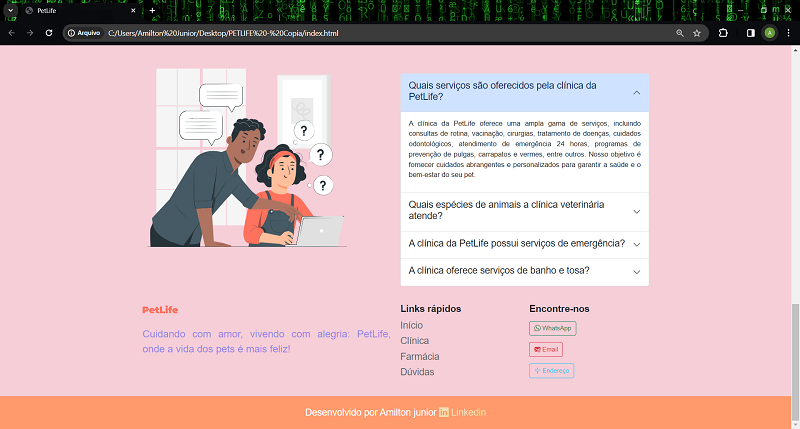 PetLife
Arquivo
C:/Users/Amilton%20Junior/Desktop/PETLIFE%20-%20Copia/index.html
A
Quais serviços são oferecidos pela clínica da
PetLife?
A clínica da PetLife oferece uma ampla gama de serviços, incluindo
consultas de rotina, vacinação, cirurgias, tratamento de doenças, cuidados
odontológicos, atendimento de emergência 24 horas, programas de
prevenção de pulgas, carrapatos e vermes, entre outros. Nosso objetivo é
fornecer cuidados abrangentes e personalizados para garantir a saúde e o
bem-estar do seu pet.
Quais espécies de animais a clínica veterinária
atende?
A clínica da PetLife possui serviços de emergência?
A clínica oferece serviços de banho e tosa?
?
?
?
PetLife
Cuidando com amor, vivendo com alegria: PetLife,
onde a vida dos pets é mais feliz!
Links rápidos
Início
Clínica
Farmácia
Dúvidas
Encontre-nos
WhatsApp
Email
Endereço
Desenvolvido por Amilton junior Linkedin